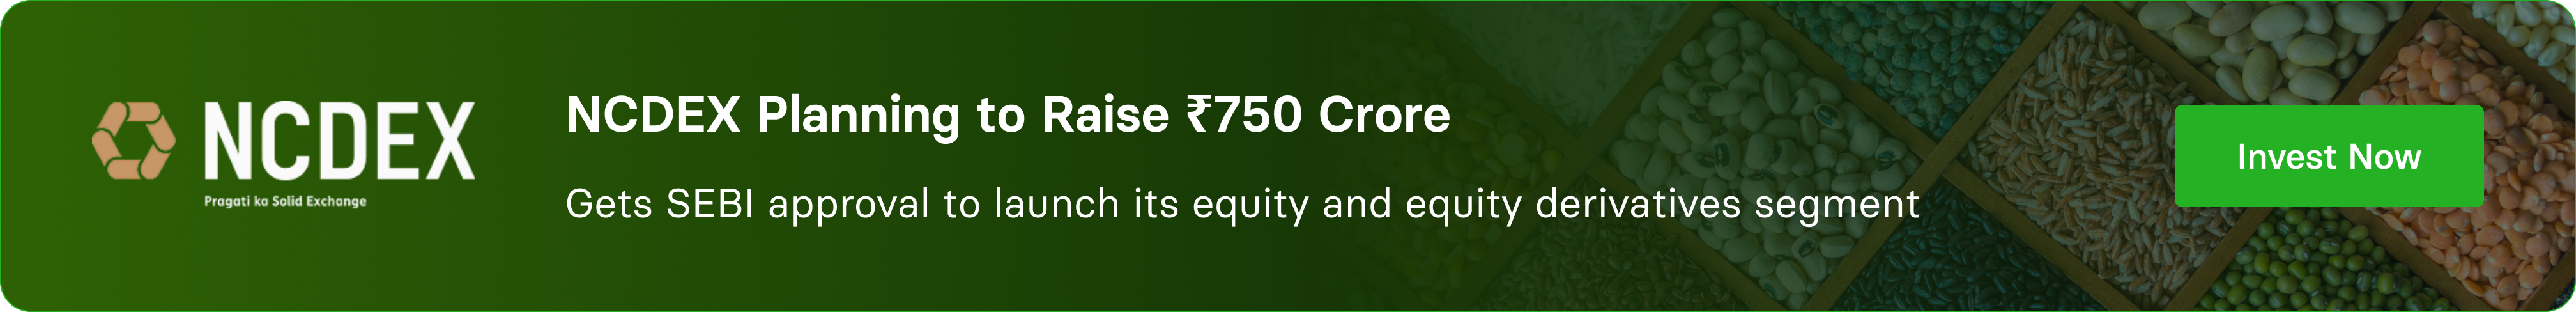 NCDEX
Pragati ka Solid Exchange
NCDEX Planning to Raise ₹750 Crore
Gets SEBI approval to launch its equity and equity derivatives segment
Invest Now